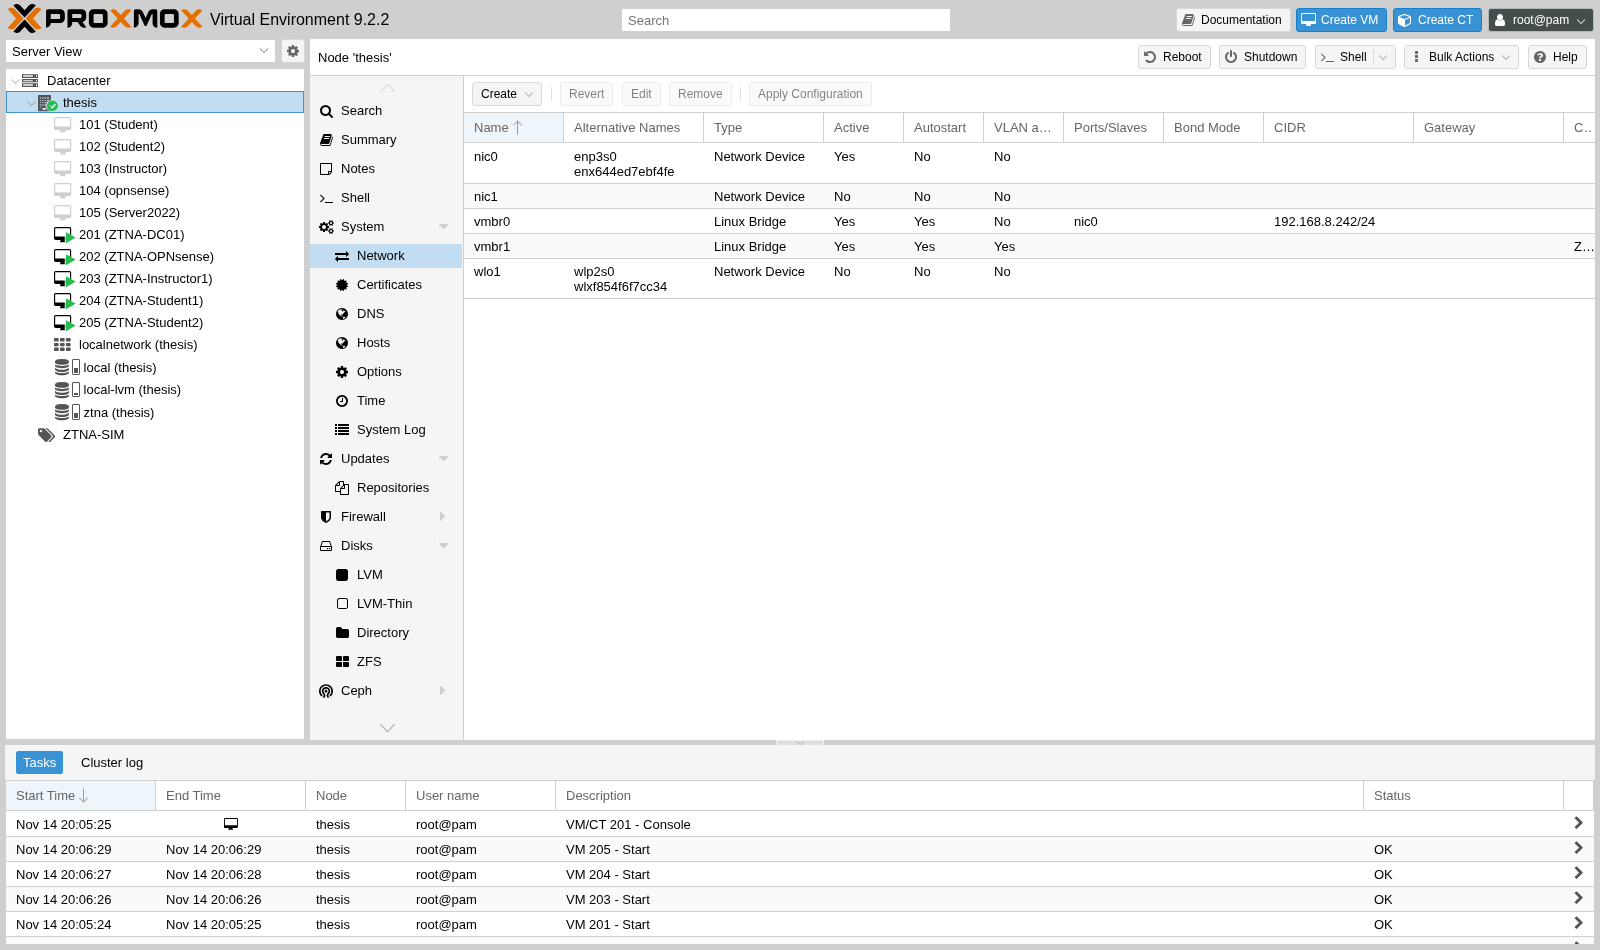 PROXMOX Virtual Environment 9.2.2
Search
Documentation
Create VM
Create CT
root@pam
Server View
Node 'thesis'
Reboot
Shutdown
Shell
Bulk Actions
Help
Datacenter
thesis
101 (Student)
102 (Student2)
103 (Instructor)
104 (opnsense)
105 (Server2022)
201 (ZTNA-DC01)
202 (ZTNA-OPNsense)
203 (ZTNA-Instructor1)
204 (ZTNA-Student1)
205 (ZTNA-Student2)
localnetwork (thesis)
local (thesis)
local-lvm (thesis)
ztna (thesis)
ZTNA-SIM
Search
Summary
Notes
Shell
System
Network
Certificates
DNS
Hosts
Options
Time
System Log
Updates
Repositories
Firewall
Disks
LVM
LVM-Thin
Directory
ZFS
Ceph
Create Revert Edit Remove Apply Configuration
Name Alternative Names Type Active Autostart VLAN a... Ports/Slaves Bond Mode CIDR Gateway C...
nic0 enp3s0 Network Device Yes No No
enx644ed7ebf4fe
nic1 Network Device No No No
vmbr0 Linux Bridge Yes Yes No nic0 192.168.8.242/24
vmbr1 Linux Bridge Yes Yes Yes Z...
wlo1 wlp2s0 Network Device No No No
wlxf854f6f7cc34
Tasks Cluster log
Start Time End Time Node User name Description Status
Nov 14 20:05:25 thesis root@pam VM/CT 201 - Console
Nov 14 20:06:29 Nov 14 20:06:29 thesis root@pam VM 205 - Start OK
Nov 14 20:06:27 Nov 14 20:06:28 thesis root@pam VM 204 - Start OK
Nov 14 20:06:26 Nov 14 20:06:26 thesis root@pam VM 203 - Start OK
Nov 14 20:05:24 Nov 14 20:05:25 thesis root@pam VM 201 - Start OK